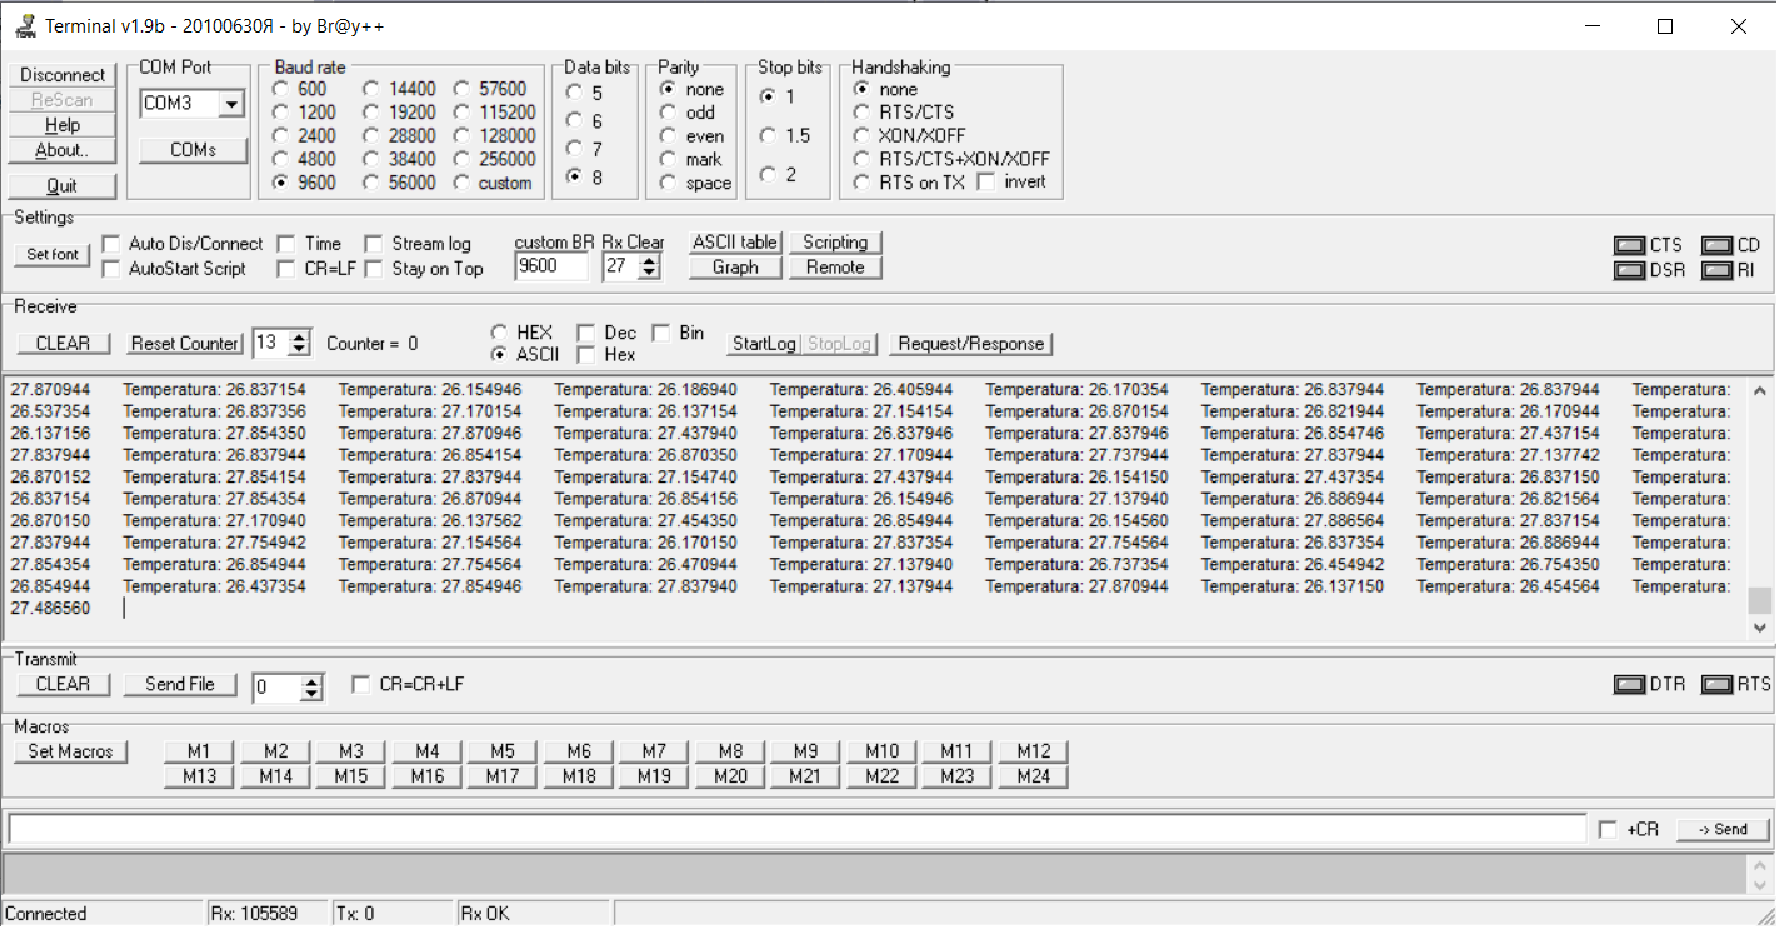 Terminal v1.9b - 20100630Я - by Br@y++
Disconnect
ReScan
Help
About..
Quit
COM Port
COM3
COMs
Baud rate
600 14400 57600
1200 19200 115200
2400 28800 128000
4800 38400 256000
9600 56000 custom
Data bits
5
6
7
8
Parity
none
odd
even
mark
space
Stop bits
1
1.5
2
Handshaking
none
RTS/CTS
XON/XOFF
RTS/CTS+XON/XOFF
RTS on TX invert
Settings
Set font
Auto Dis/Connect Time Stream log
AutoStart Script CR=LF Stay on Top
custom BR Rx Clear
9600 27
ASCII table Scripting
Graph Remote
CTS CD
DSR RI
Receive
CLEAR Reset Counter 13 Counter = 0
HEX Dec Bin
ASCII Hex
StartLog StopLog Request/Response
27.870944 Temperatura: 26.837154 Temperatura: 26.154946 Temperatura: 26.186940 Temperatura: 26.405944 Temperatura: 26.170354 Temperatura: 26.837944 Temperatura: 26.837944 Temperatura:
26.537354 Temperatura: 26.837356 Temperatura: 27.170154 Temperatura: 26.137154 Temperatura: 27.154154 Temperatura: 26.870154 Temperatura: 26.821944 Temperatura: 26.170944 Temperatura:
26.137156 Temperatura: 27.854350 Temperatura: 27.870946 Temperatura: 27.437940 Temperatura: 26.837946 Temperatura: 27.837946 Temperatura: 26.854746 Temperatura: 27.437154 Temperatura:
27.837944 Temperatura: 26.837944 Temperatura: 26.854154 Temperatura: 26.870350 Temperatura: 27.170944 Temperatura: 27.737944 Temperatura: 27.837944 Temperatura: 27.137742 Temperatura:
26.870152 Temperatura: 27.854154 Temperatura: 27.837944 Temperatura: 27.154740 Temperatura: 27.437944 Temperatura: 26.154150 Temperatura: 27.437354 Temperatura: 26.837150 Temperatura:
26.837154 Temperatura: 27.854354 Temperatura: 26.870944 Temperatura: 26.854156 Temperatura: 26.154946 Temperatura: 27.137940 Temperatura: 26.886944 Temperatura: 26.821564 Temperatura:
26.870150 Temperatura: 27.170940 Temperatura: 26.137562 Temperatura: 27.454350 Temperatura: 26.854944 Temperatura: 26.154560 Temperatura: 27.886564 Temperatura: 27.837154 Temperatura:
27.837944 Temperatura: 27.754942 Temperatura: 27.154564 Temperatura: 26.170150 Temperatura: 27.837354 Temperatura: 27.754564 Temperatura: 26.837354 Temperatura: 26.886944 Temperatura:
27.854354 Temperatura: 26.854944 Temperatura: 27.754564 Temperatura: 26.470944 Temperatura: 27.137940 Temperatura: 26.737354 Temperatura: 26.454942 Temperatura: 26.754350 Temperatura:
26.854944 Temperatura: 26.437354 Temperatura: 27.854946 Temperatura: 27.837940 Temperatura: 27.137944 Temperatura: 27.870944 Temperatura: 26.137150 Temperatura: 26.454564 Temperatura:
27.486560
Transmit
CLEAR Send File 0 CR=CR+LF
DTR RTS
Macros
Set Macros
M1 M2 M3 M4 M5 M6 M7 M8 M9 M10 M11 M12
M13 M14 M15 M16 M17 M18 M19 M20 M21 M22 M23 M24
+CR -> Send
Connected Rx: 105589 Tx: 0 Rx OK